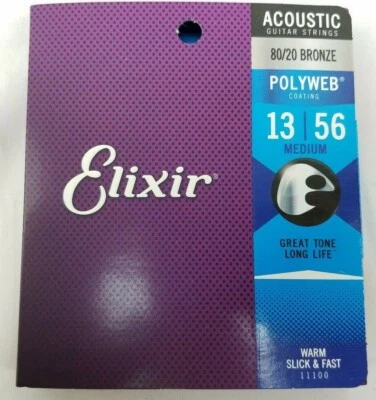 ACOUSTIC
GUITAR STRINGS
80/20 BRONZE
POLYWEB®
COATING
13 | 56
MEDIUM
Elixir®
GREAT TONE
LONG LIFE
WARM
SLICK & FAST
11100